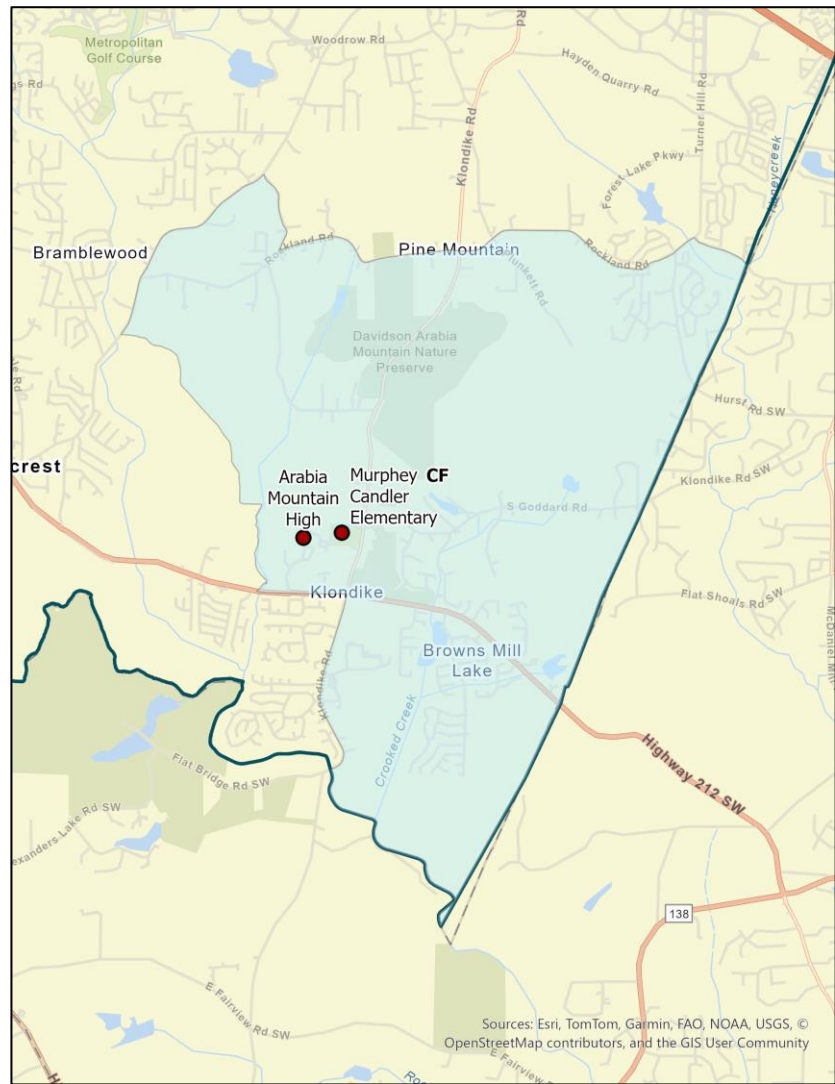 Metropolitan
Golf Course
Woodrow Rd
Rd
Hayden Quarry Rd
Turner Hill Rd
Klondike Rd
Forest Lake Pkwy
Honeycreek
Bramblewood
Rockland Rd
Pine Mountain
Rockland Rd
Davidson Arabia
Mountain Nature
Preserve
Hurst Rd SW
crest
Arabia
Mountain
High
Murphey CF
Candler
Elementary
Klondike Rd SW
S Goddard Rd
Klondike
Flat Shoals Rd SW
Browns Mill
Lake
Klondike Rd
Crooked Creek
Flat Bridge Rd SW
Highway 212 SW
138
E Fairview Rd SW
Sources: Esri, TomTom, Garmin, FAO, NOAA, USGS, ©
OpenStreetMap contributors, and the GIS User Community
E Fairview Rd SW